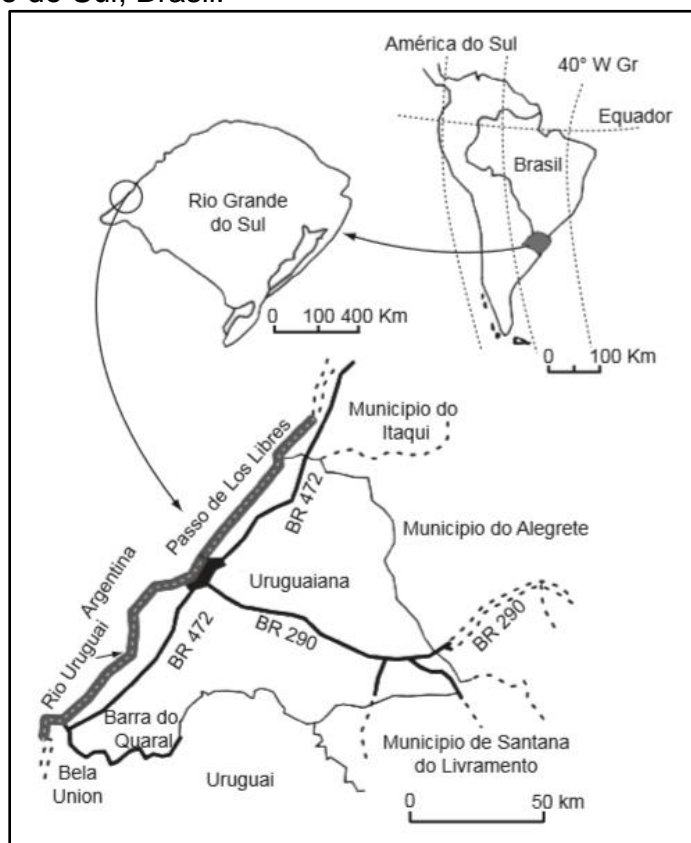 o do Sul, Brasil.
América do Sul
40° W Gr
Equador
Brasil
Rio Grande
do Sul
0 100 400 Km
0 100 Km
Municipio do
Itaqui
Passo de Los Libres
BR 472
Municipio do Alegrete
Argentina
Uruguaiana
Rio Uruguai
BR 472
BR 290
BR 290
Barra do
Quaral
Municipio de Santana
do Livramento
Bela
Union
Uruguai
0 50 km